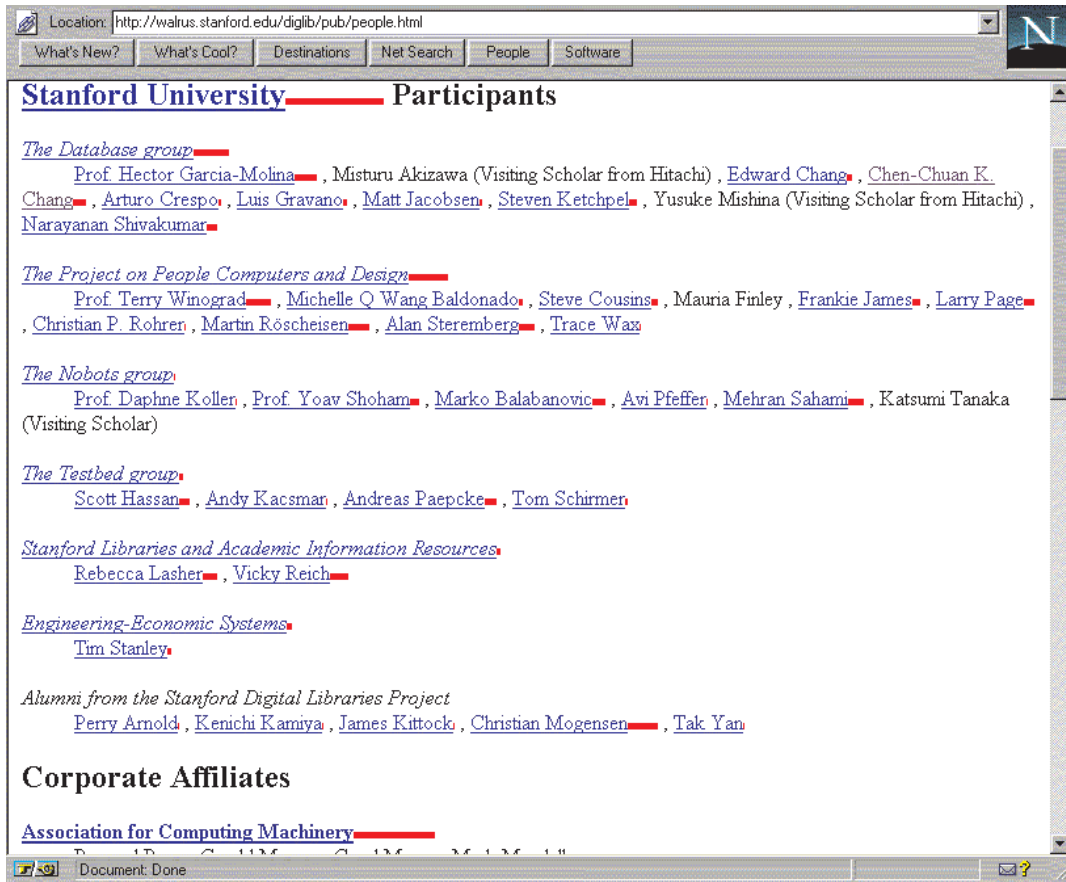 Location: http://walrus.stanford.edu/diglib/pub/people.html
N
What's New? What's Cool? Destinations Net Search People Software
Stanford University Participants
The Database group
Prof. Hector Garcia-Molina , Misturu Akizawa (Visiting Scholar from Hitachi) , Edward Chang , Chen-Chuan K.
Chang , Arturo Crespo , Luis Gravano , Matt Jacobsen , Steven Ketchpel , Yusuke Mishina (Visiting Scholar from Hitachi) ,
Narayanan Shivakumar
The Project on People Computers and Design
Prof. Terry Winograd , Michelle Q Wang Baldonado , Steve Cousins , Mauria Finley , Frankie James , Larry Page
, Christian P. Rohrer , Martin Röscheisen , Alan Steremberg , Trace Wax
The Nobots group
Prof. Daphne Koller , Prof. Yoav Shoham , Marko Balabanovic , Avi Pfeffer , Mehran Sahami , Katsumi Tanaka
(Visiting Scholar)
The Testbed group
Scott Hassan , Andy Kacsmar , Andreas Paepcke , Tom Schirmer
Stanford Libraries and Academic Information Resources
Rebecca Lasher , Vicky Reich
Engineering-Economic Systems
Tim Stanley
Alumni from the Stanford Digital Libraries Project
Perry Arnold , Kenichi Kamiya , James Kittock , Christian Mogensen , Tak Yan
Corporate Affiliates
Association for Computing Machinery
Document: Done